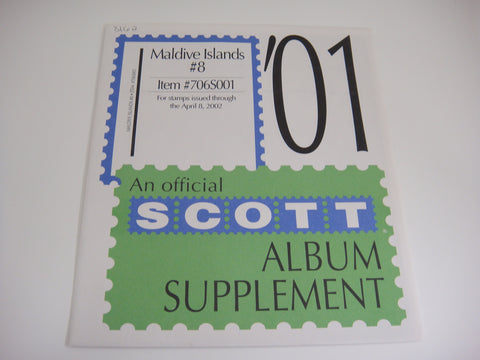 Maldive Islands
#8
Item #706S001
For stamps issued through
the April 8, 2002
'01
An official
SCOTT
ALBUM
SUPPLEMENT